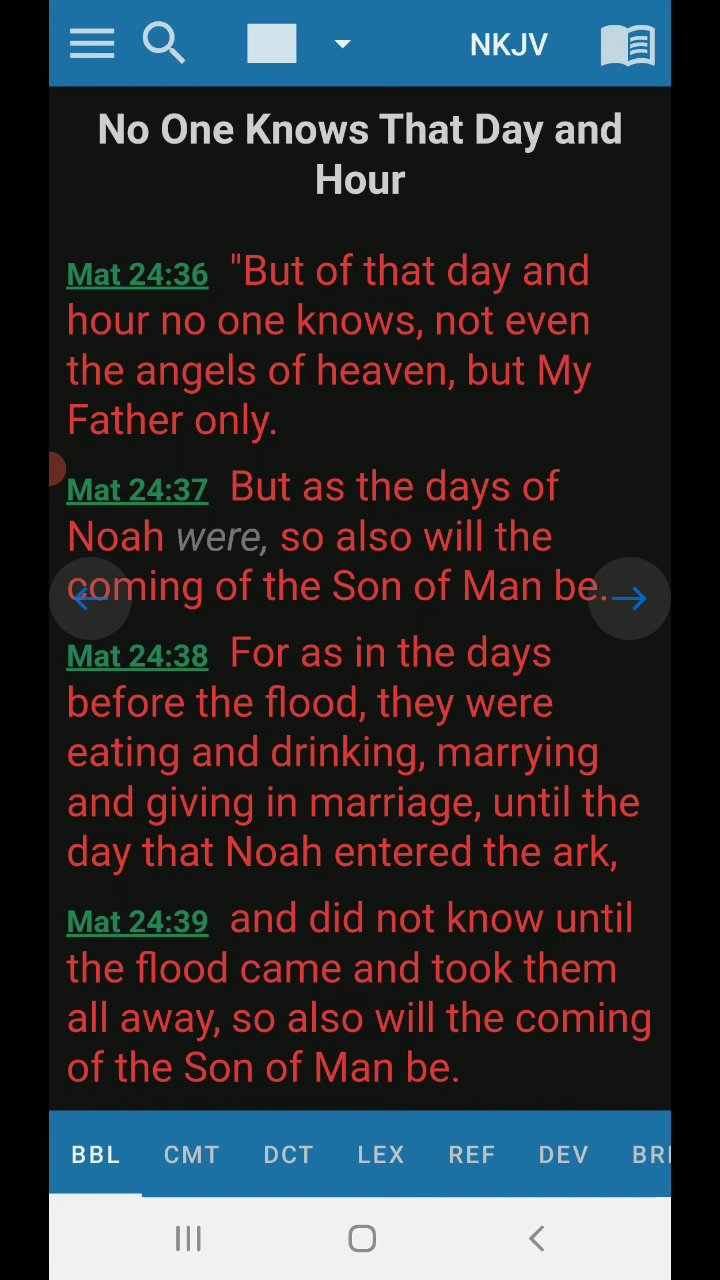 NKJV
No One Knows That Day and
Hour
Mat 24:36 "But of that day and
hour no one knows, not even
the angels of heaven, but My
Father only.
Mat 24:37 But as the days of
Noah were, so also will the
coming of the Son of Man be.
Mat 24:38 For as in the days
before the flood, they were
eating and drinking, marrying
and giving in marriage, until the
day that Noah entered the ark,
Mat 24:39 and did not know until
the flood came and took them
all away, so also will the coming
of the Son of Man be.
BBL CMT DCT LEX REF DEV